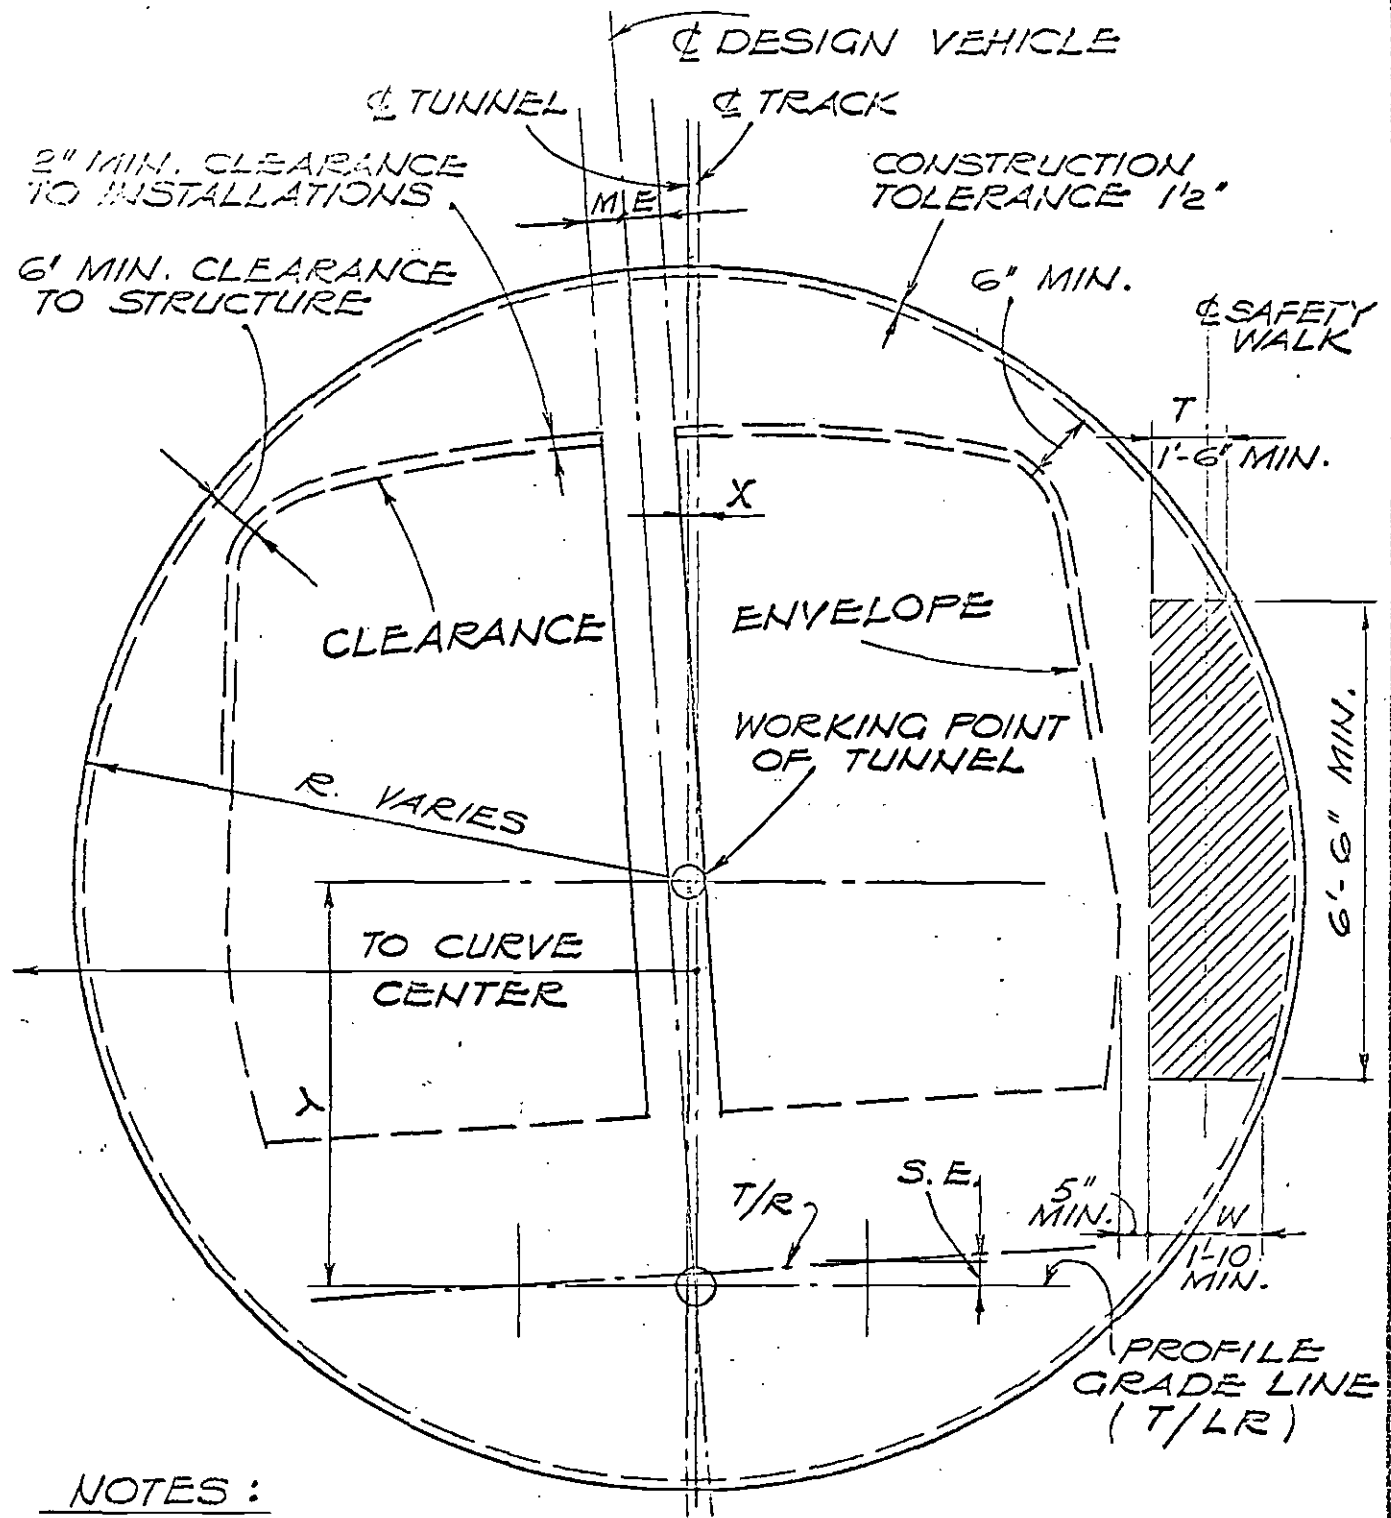 ℄ DESIGN VEHICLE
℄ TUNNEL
℄ TRACK
2" MIN. CLEARANCE
TO INSTALLATIONS
M E
CONSTRUCTION
TOLERANCE 1'2"
6' MIN. CLEARANCE
TO STRUCTURE
6" MIN.
℄ SAFETY
WALK
T
1'-6" MIN.
X
CLEARANCE
ENVELOPE
WORKING POINT
OF TUNNEL
R. VARIES
6'-6" MIN.
TO CURVE
CENTER
Y
T/R
S.E.
5"
MIN.
W
1'-10
MIN.
PROFILE
GRADE LINE
(T/LR)
NOTES: